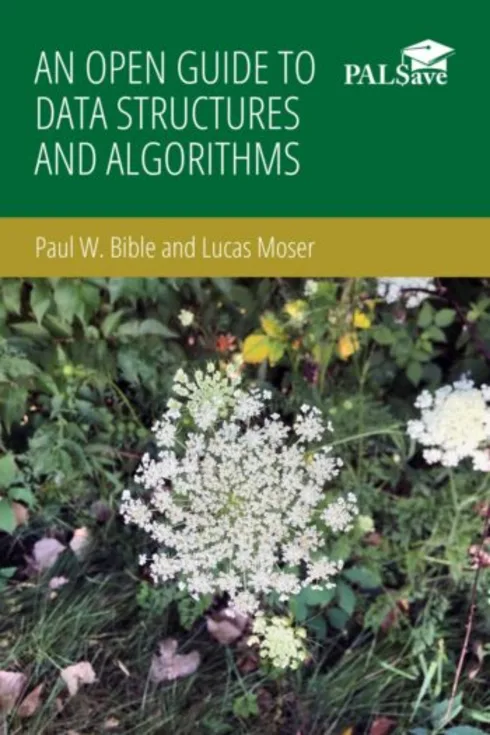 AN OPEN GUIDE TO
DATA STRUCTURES
AND ALGORITHMS
PALSave
Paul W. Bible and Lucas Moser